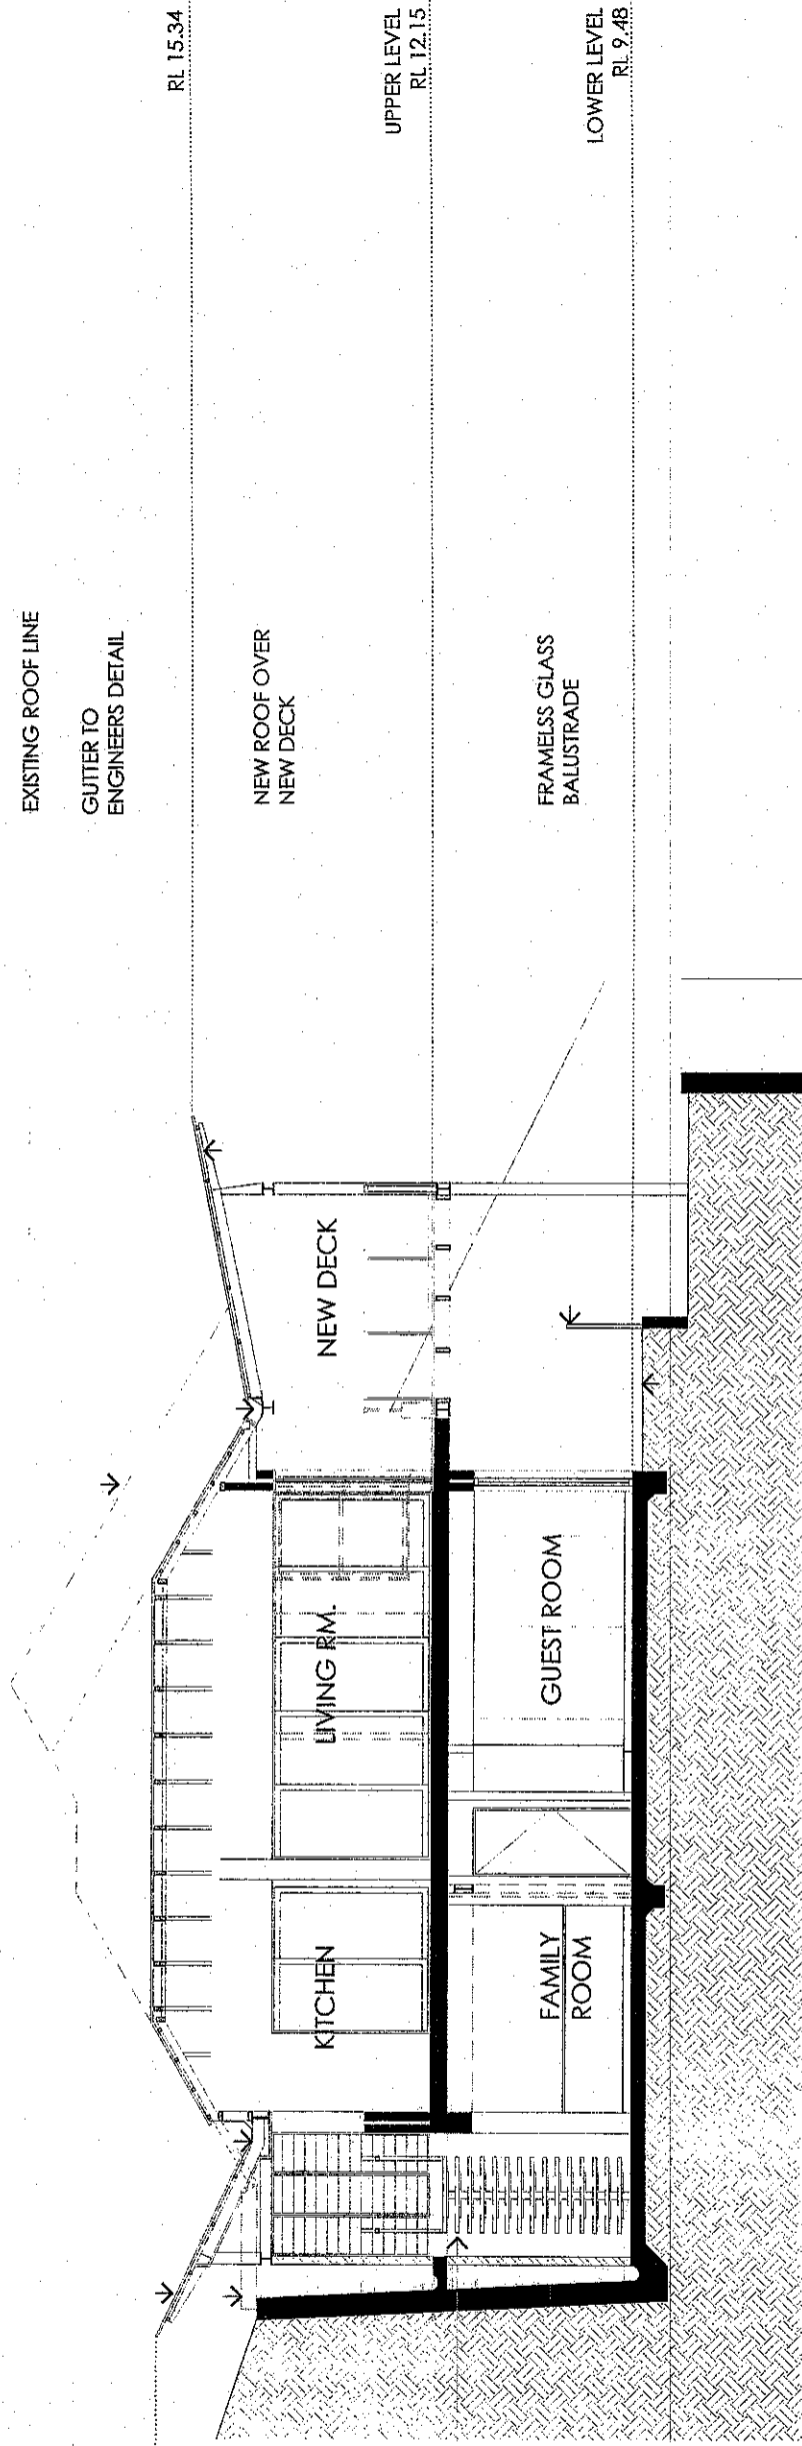 EXISTING ROOF LINE
GUTTER TO
ENGINEERS DETAIL
RL 15.34
NEW ROOF OVER
NEW DECK
UPPER LEVEL
RL 12.15
FRAMELSS GLASS
BALUSTRADE
LOWER LEVEL
RL 9.48
KITCHEN
LIVING RM.
NEW DECK
FAMILY
ROOM
GUEST ROOM